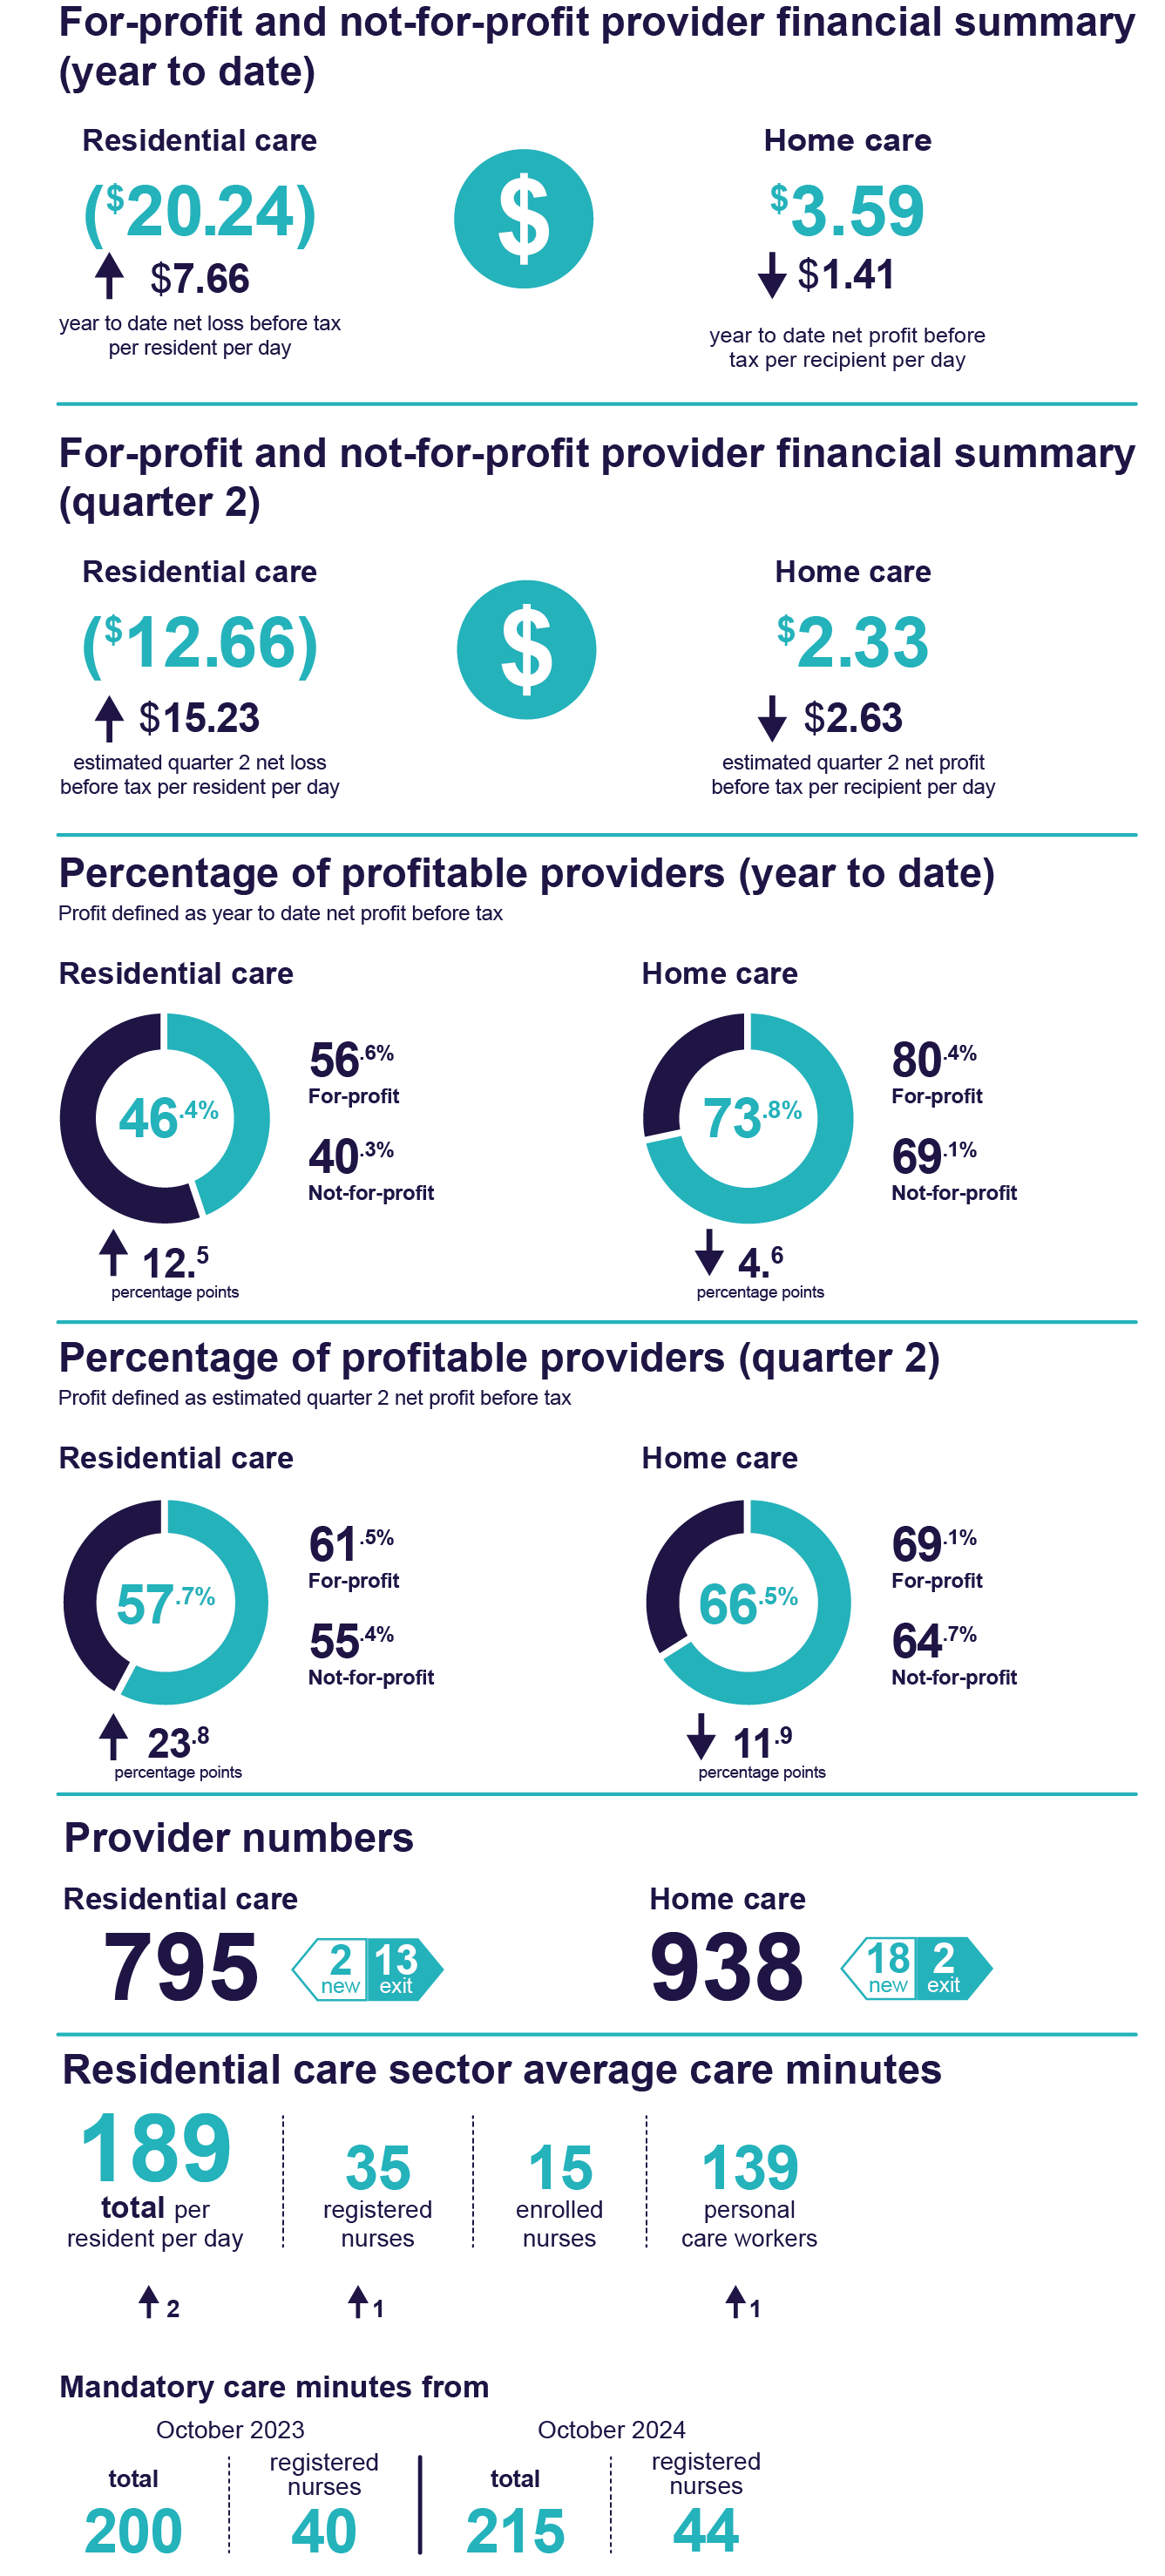 For-profit and not-for-profit provider financial summary
(year to date)
Residential care
Home care
($20.24)
$
$3.59
$7.66
$1.41
year to date net loss before tax
per resident per day
year to date net profit before
tax per recipient per day
For-profit and not-for-profit provider financial summary
(quarter 2)
Residential care
Home care
($12.66)
$
$2.33
$15.23
$2.63
estimated quarter 2 net loss
before tax per resident per day
estimated quarter 2 net profit
before tax per recipient per day
Percentage of profitable providers (year to date)
Profit defined as year to date net profit before tax
Residential care
46.4%
56.6%
For-profit
40.3%
Not-for-profit
12.5
percentage points
Home care
73.8%
80.4%
For-profit
69.1%
Not-for-profit
4.6
percentage points
Percentage of profitable providers (quarter 2)
Profit defined as estimated quarter 2 net profit before tax
Residential care
57.7%
61.5%
For-profit
55.4%
Not-for-profit
23.8
percentage points
Home care
66.5%
69.1%
For-profit
64.7%
Not-for-profit
11.9
percentage points
Provider numbers
Residential care
795
2
new
13
exit
Home care
938
18
new
2
exit
Residential care sector average care minutes
189
total per
resident per day
2
35
registered
nurses
1
15
enrolled
nurses
139
personal
care workers
1
Mandatory care minutes from
October 2023
total
200
registered
nurses
40
October 2024
total
215
registered
nurses
44